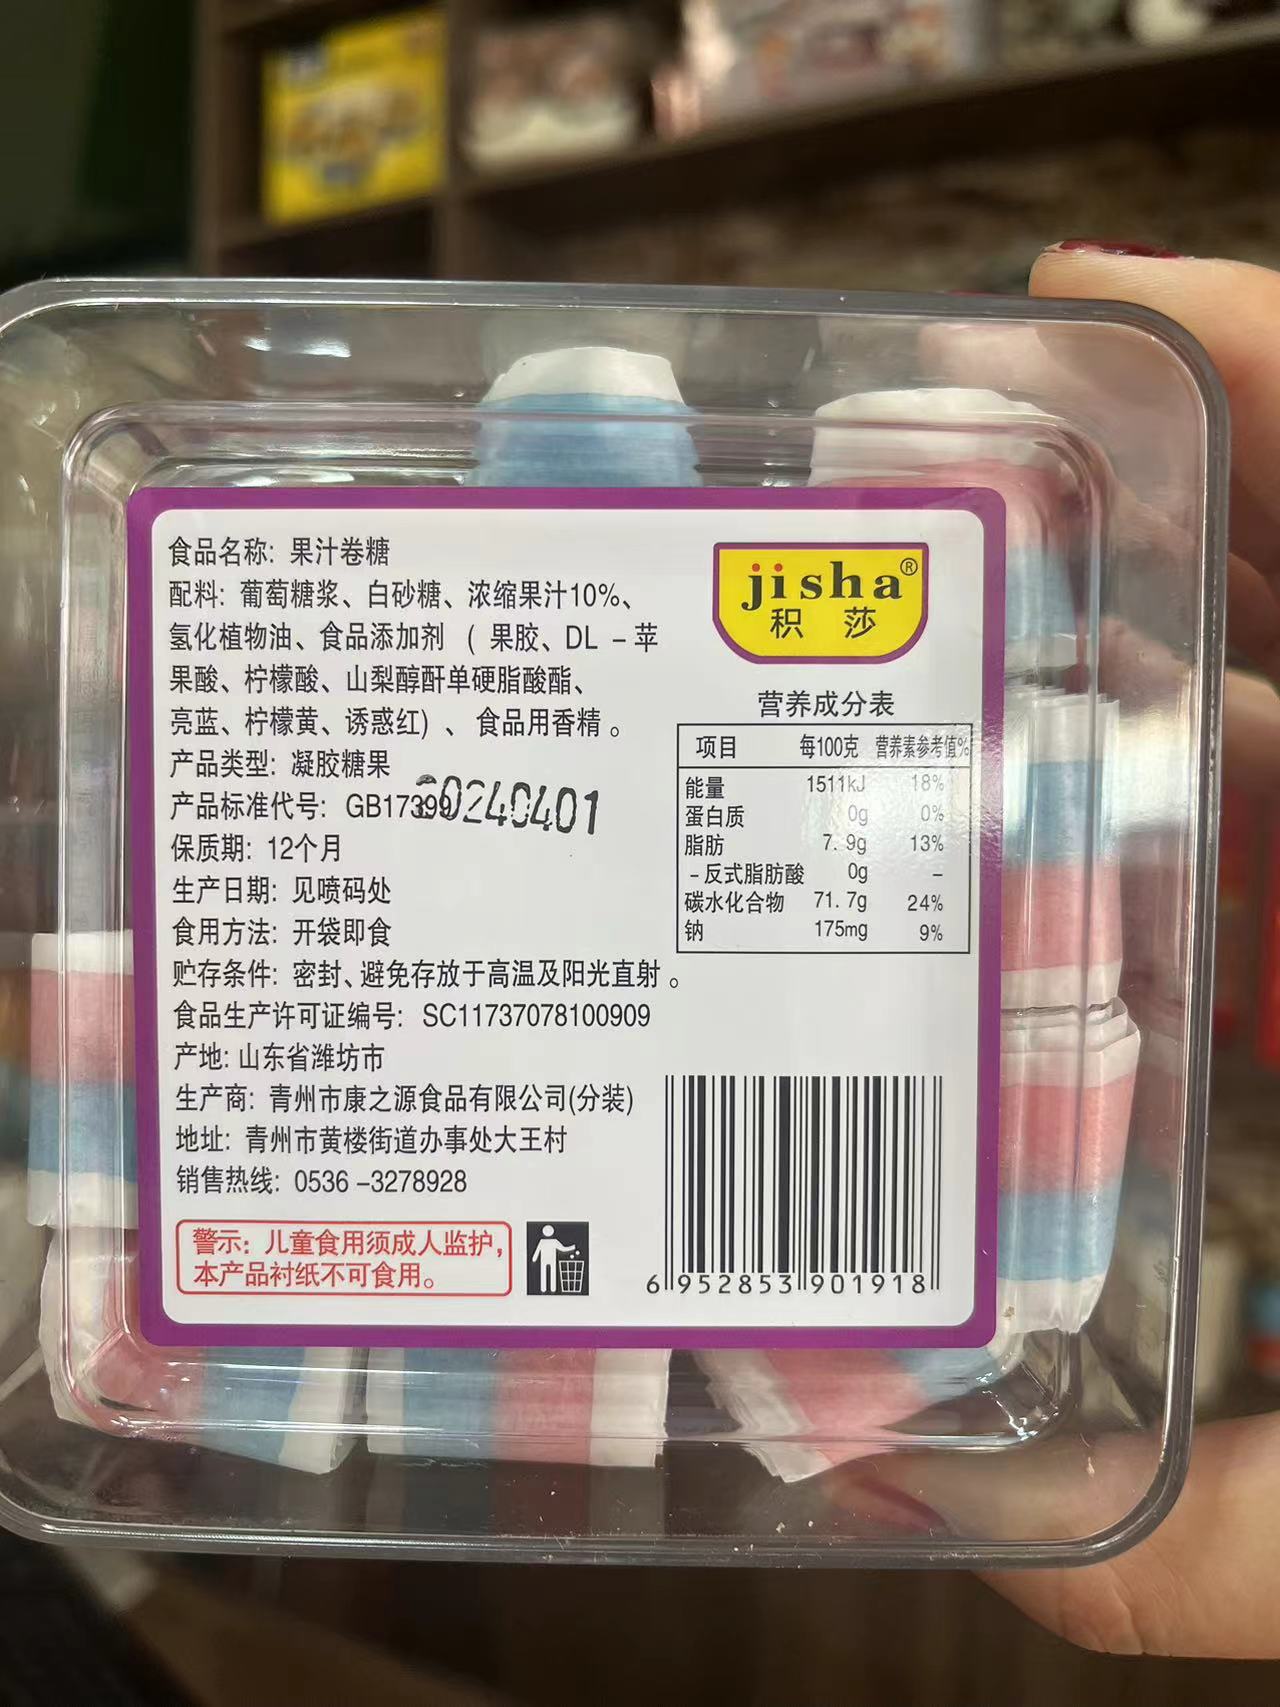 食品名称: 果汁卷糖
配料: 葡萄糖浆、白砂糖、浓缩果汁10%、
氢化植物油、食品添加剂 ( 果胶、DL - 苹
果酸、柠檬酸、山梨醇酐单硬脂酸酯、
亮蓝、柠檬黄、诱惑红) 、 食品用香精 。
产品类型: 凝胶糖果
产品标准代号: GB17399
20240401
保质期: 12个月
生产日期: 见喷码处
食用方法: 开袋即食
贮存条件: 密封、避免存放于高温及阳光直射 。
食品生产许可证编号: SC11737078100909
产地: 山东省潍坊市
生产商: 青州市康之源食品有限公司(分装)
地址: 青州市黄楼街道办事处大王村
销售热线: 0536 -3278928
警示: 儿童食用须成人监护,
本产品衬纸不可食用。
jisha®
积 莎
营养成分表
项目 每100克 营养素参考值%
能量 1511kJ 18%
蛋白质 0g 0%
脂肪 7. 9g 13%
- 反式脂肪酸 0g -
碳水化合物 71. 7g 24%
钠 175mg 9%
6 952853 901918